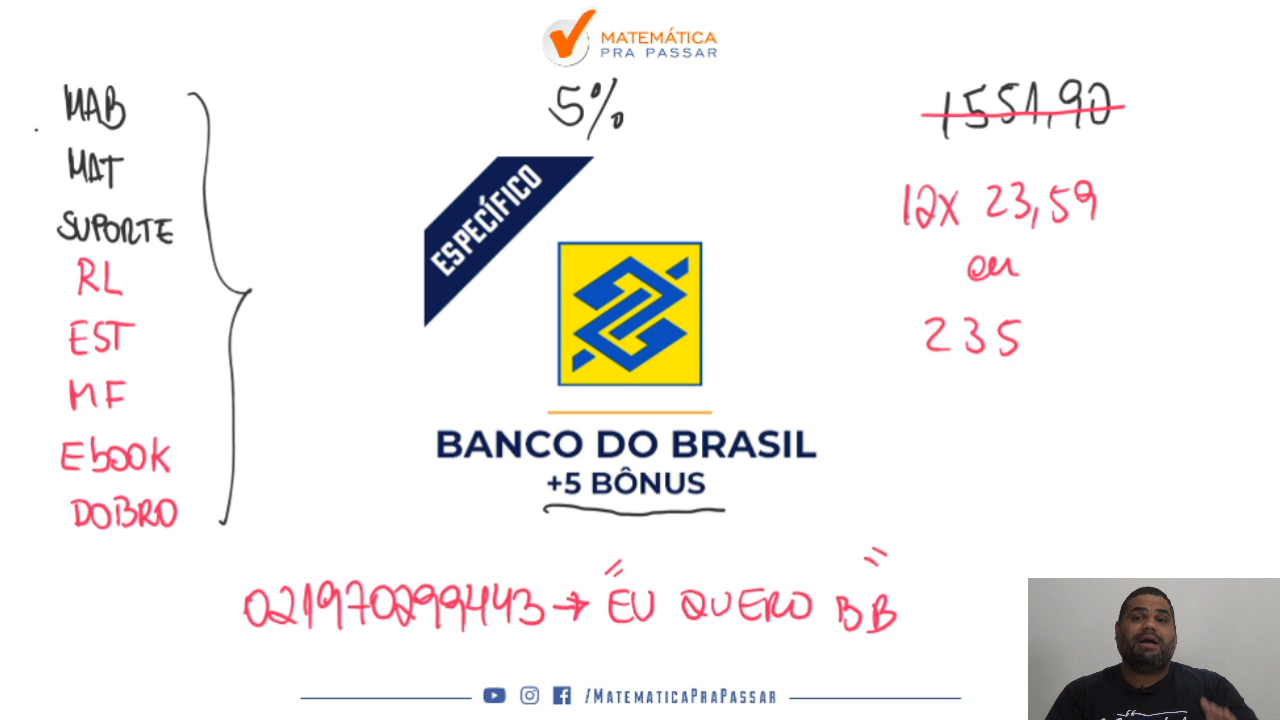 MATEMÁTICA
PRA PASSAR
MAB
MAT
SUPORTE
RL
EST
MF
Ebook
DOBRO
5%
ESPECÍFICO
BANCO DO BRASIL
+5 BÔNUS
1551,90
12x 23,59
ou
235
021970299443 → "EU QUERO BB"
/MATEMATICAPRAPASSAR